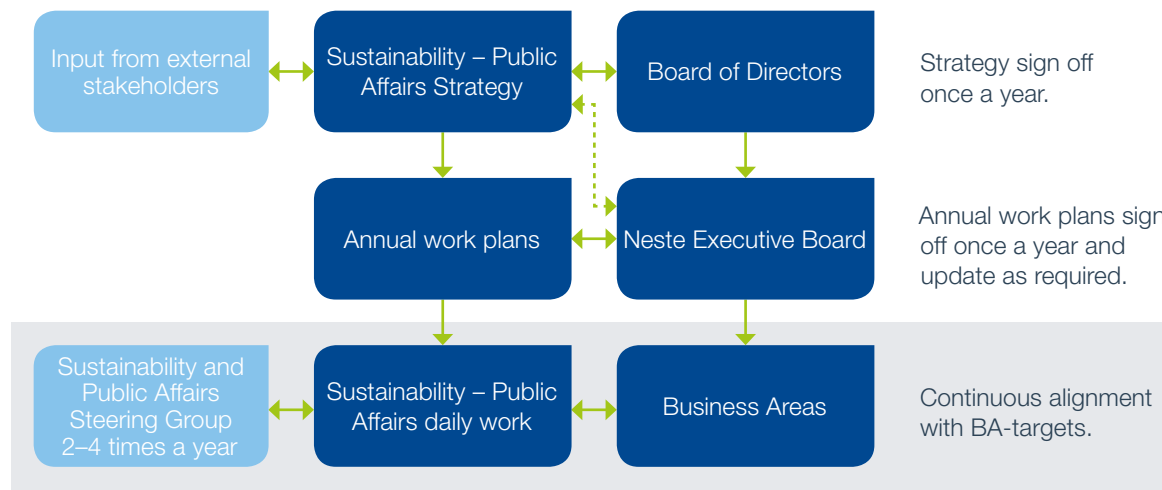 Input from external
stakeholders
Sustainability – Public
Affairs Strategy
Board of Directors
Strategy sign off
once a year.
Annual work plans
Neste Executive Board
Annual work plans sign
off once a year and
update as required.
Sustainability and
Public Affairs
Steering Group
2–4 times a year
Sustainability – Public
Affairs daily work
Business Areas
Continuous alignment
with BA-targets.